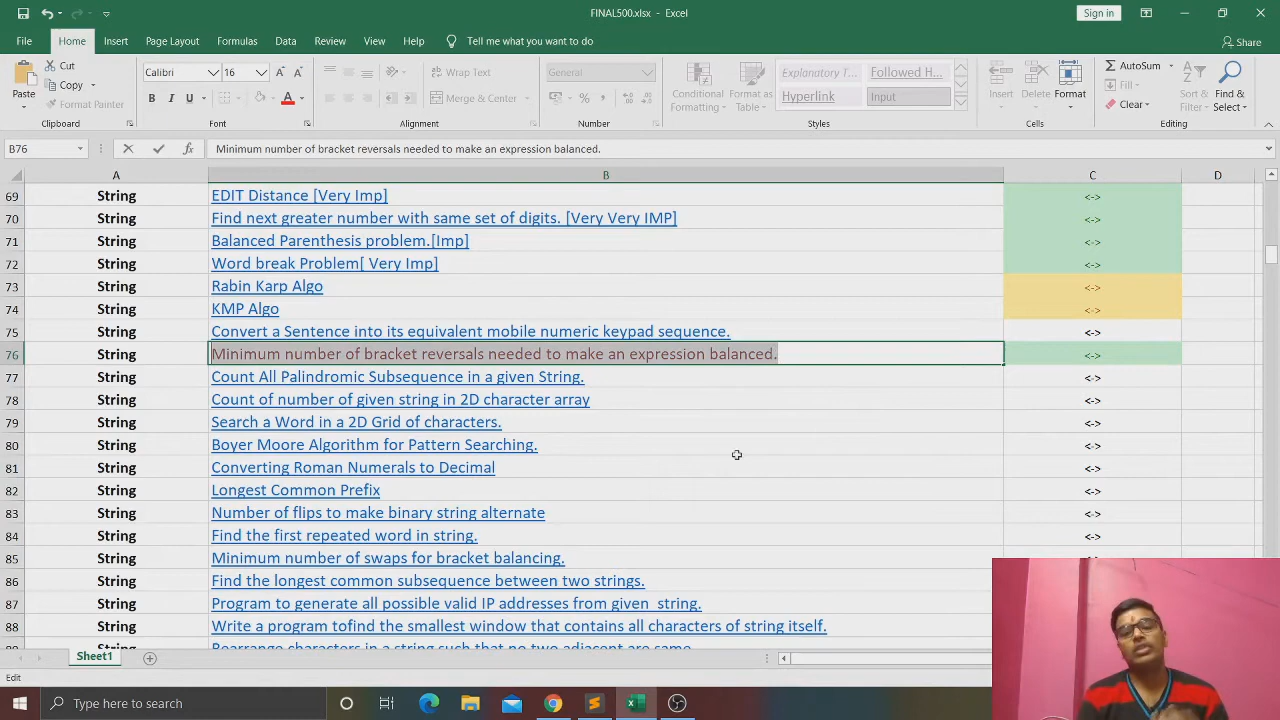 FINAL500.xlsx - Excel
Sign in
File Home Insert Page Layout Formulas Data Review View Help Tell me what you want to do Share
Paste
Cut
Copy
Format Painter
Calibri 16
B I U A
Wrap Text
Merge & Center
General
Conditional Formatting
Format as Table
Explanatory T...
Followed H...
Hyperlink
Input
Insert
Delete
Format
AutoSum
Fill
Clear
Sort & Filter
Find & Select
Clipboard Font Alignment Number Styles Cells Editing
B76 fx Minimum number of bracket reversals needed to make an expression balanced.
A B C D
69 String EDIT Distance [Very Imp] <->
70 String Find next greater number with same set of digits. [Very Very IMP] <->
71 String Balanced Parenthesis problem.[Imp] <->
72 String Word break Problem[ Very Imp] <->
73 String Rabin Karp Algo <->
74 String KMP Algo <->
75 String Convert a Sentence into its equivalent mobile numeric keypad sequence. <->
76 String Minimum number of bracket reversals needed to make an expression balanced. <->
77 String Count All Palindromic Subsequence in a given String. <->
78 String Count of number of given string in 2D character array <->
79 String Search a Word in a 2D Grid of characters. <->
80 String Boyer Moore Algorithm for Pattern Searching. <->
81 String Converting Roman Numerals to Decimal <->
82 String Longest Common Prefix <->
83 String Number of flips to make binary string alternate <->
84 String Find the first repeated word in string. <->
85 String Minimum number of swaps for bracket balancing. <->
86 String Find the longest common subsequence between two strings.
87 String Program to generate all possible valid IP addresses from given  string.
88 String Write a program tofind the smallest window that contains all characters of string itself.
Rearrange characters in a string such that no two adjacent are same
Sheet1
Edit
Type here to search